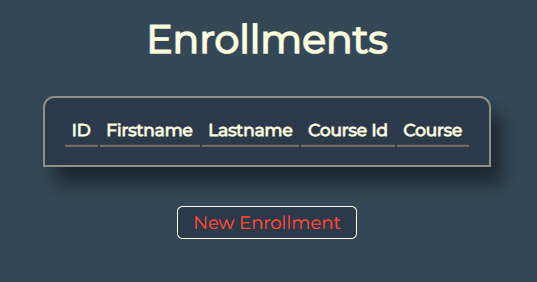 Enrollments
ID Firstname Lastname Course Id Course
New Enrollment